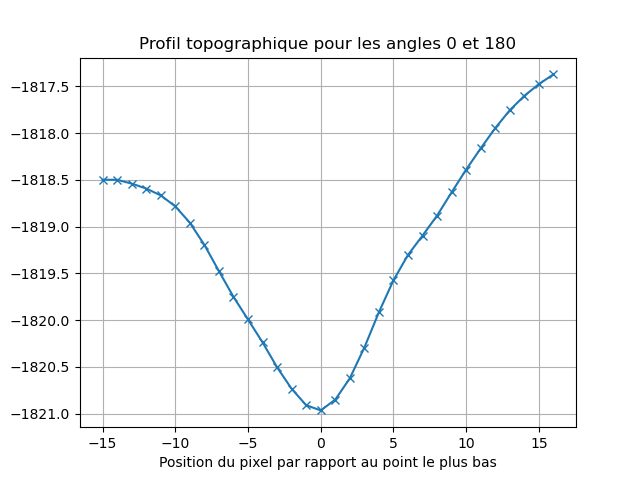 Profil topographique pour les angles 0 et 180
−1817.5
−1818.0
−1818.5
−1819.0
−1819.5
−1820.0
−1820.5
−1821.0
−15 −10 −5 0 5 10 15
Position du pixel par rapport au point le plus bas